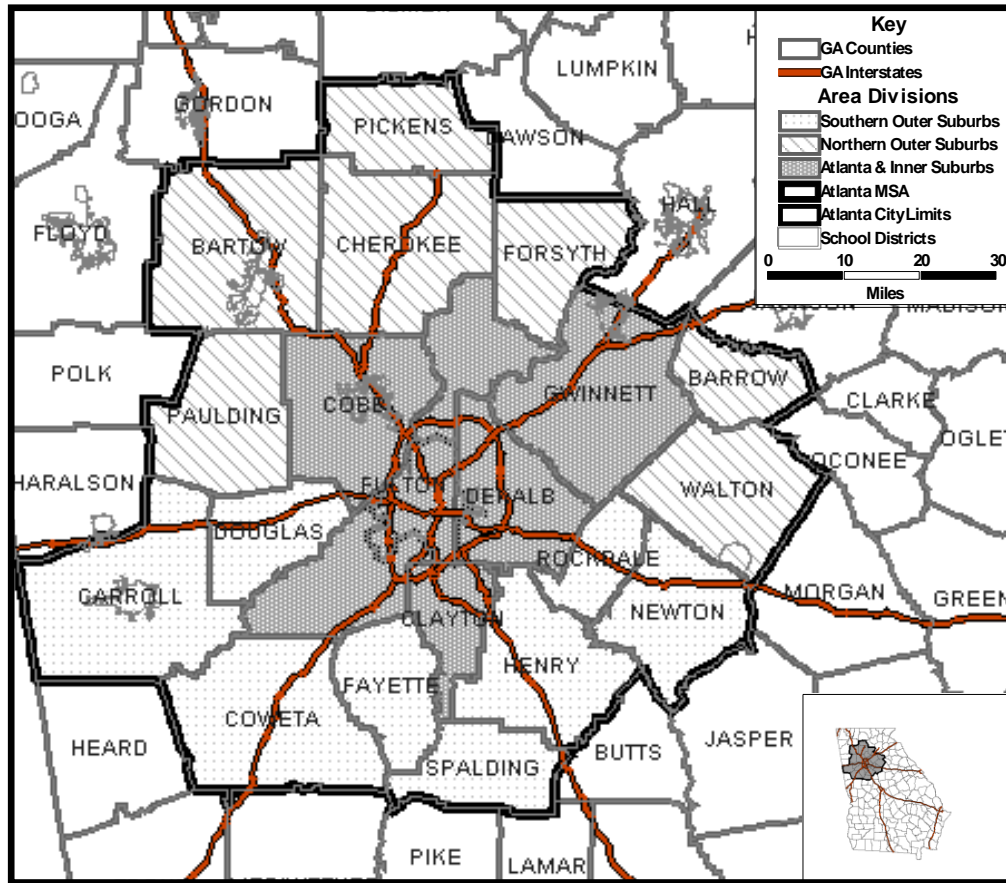 Key
GA Counties
GA Interstates
Area Divisions
Southern Outer Suburbs
Northern Outer Suburbs
Atlanta & Inner Suburbs
Atlanta MSA
Atlanta City Limits
School Districts
0 10 20 30
Miles
LUMPKIN
GORDON
OOGA
PICKENS
DAWSON
HALL
FLOYD
BARTOW
CHEROKEE
FORSYTH
MADISON
POLK
GWINNETT
BARROW
CLARKE
PAULDING
COBB
OGLET
OCONEE
HARALSON
FULTON
DEKALB
WALTON
DOUGLAS
ROCKDALE
CARROLL
MORGAN
GREEN
CLAYTON
NEWTON
HENRY
FAYETTE
COWETA
HEARD
BUTTS
JASPER
SPALDING
PIKE
LAMAR